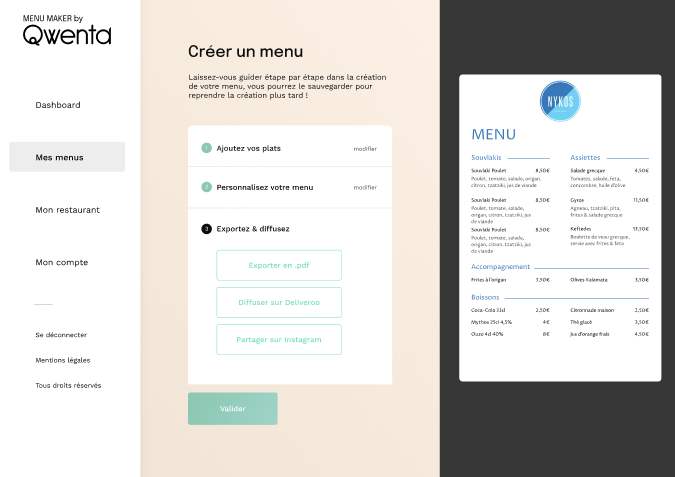 MENU MAKER by
Qwenta
Dashboard
Mes menus
Mon restaurant
Mon compte
Se déconnecter
Mentions légales
Tous droits réservés
Créer un menu
Laissez-vous guider étape par étape dans la création
de votre menu, vous pourrez le sauvegarder pour
reprendre la création plus tard !
1 Ajoutez vos plats modifier
2 Personnalisez votre menu modifier
3 Exportez & diffusez
Exporter en .pdf
Diffuser sur Deliveroo
Partager sur Instagram
Valider
NYKOS
MENU
Souvlakis
Souvlaki Poulet 8,50€
Poulet, tomate, salade, origan,
citron, tzatziki, jus de viande
Souvlaki Poulet 8,50€
Poulet, tomate, salade,
origan, citron, tzatziki, jus
de viande
Souvlaki Poulet 8,50€
Poulet, tomate, salade,
origan, citron, tzatziki, jus
de viande
Assiettes
Salade grecque 4,50€
Tomates, salade, feta,
concombre, huile d'olive
Gyros 11,50€
Agneau, tzatziki, pita,
frites & salade grecque
Keftedes 13,50€
Boulette de veau grecque,
servie avec frites & feta
Accompagnement
Frites à l'origan 3,50€ Olives Kalamata 3,50€
Boissons
Coca-Cola 33cl 2,50€ Citronnade maison 2,50€
Mythos 25cl 4,5% 4€ Thé glacé 3,50€
Ouzo 4cl 40% 8€ Jus d'orange frais 4,50€